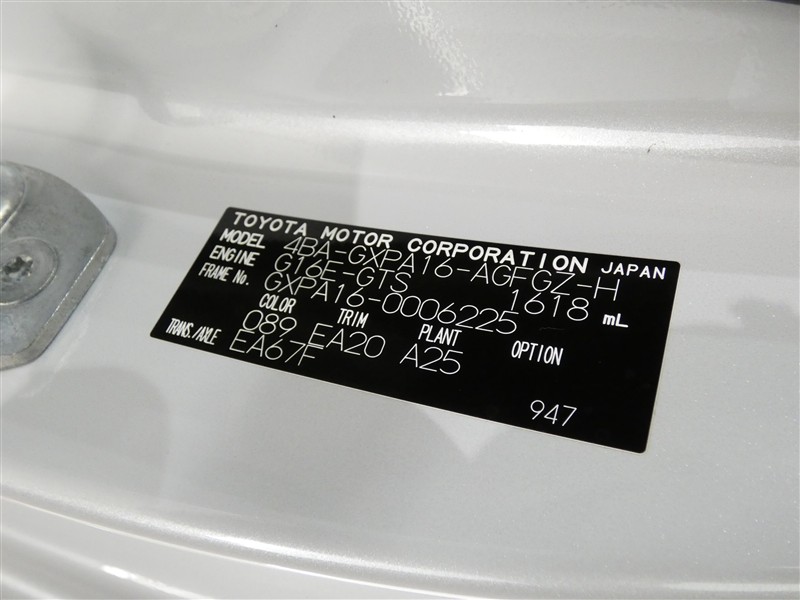 TOYOTA MOTOR CORPORATION JAPAN
MODEL 4BA-GXPA16-AGFGZ-H
ENGINE G16E-GTS 1618 mL
FRAME No. GXPA16-0006225
COLOR TRIM PLANT OPTION
089 EA20 A25
TRANS./AXLE EA67F
947